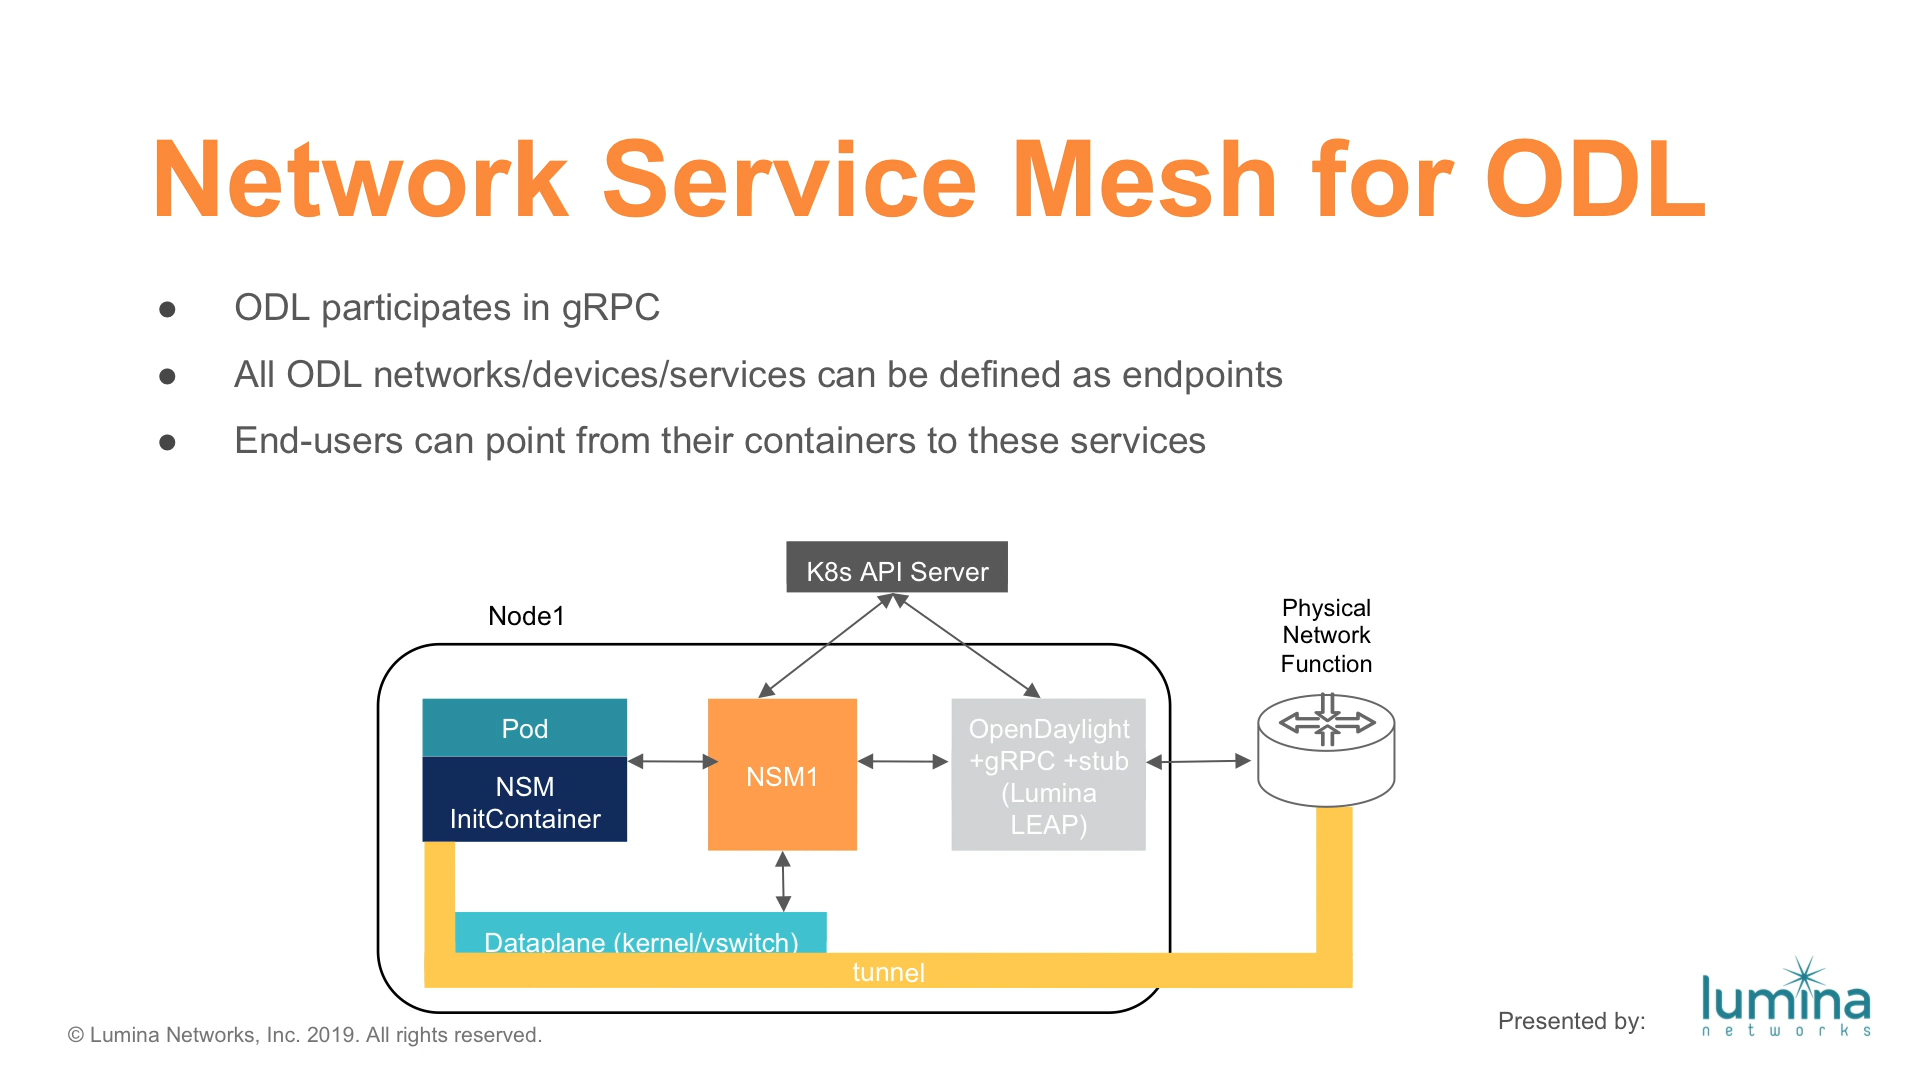 Network Service Mesh for ODL
● ODL participates in gRPC
● All ODL networks/devices/services can be defined as endpoints
● End-users can point from their containers to these services
K8s API Server
Node1
Physical
Network
Function
Pod
NSM
InitContainer
NSM1
OpenDaylight
+gRPC +stub
(Lumina
LEAP)
Dataplane (kernel/vswitch)
tunnel
© Lumina Networks, Inc. 2019. All rights reserved.
Presented by:
lumina
networks